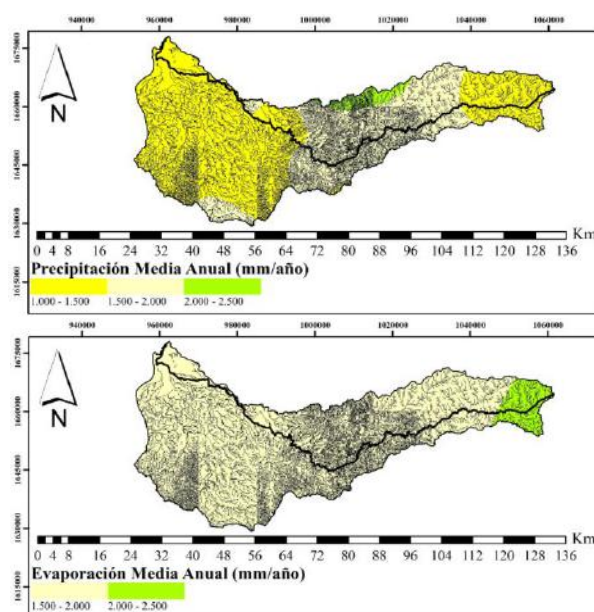 940000 960000 980000 1000000 1020000 1040000 1060000
1675000
1660000
1645000
1630000
1615000
N
Km
0 4 8 16 24 32 40 48 56 64 72 80 88 96 104 112 120 128 136
Precipitación Media Anual (mm/año)
1.000 - 1.500 1.500 - 2.000 2.000 - 2.500
940000 960000 980000 1000000 1020000 1040000 1060000
1675000
1660000
1645000
1630000
1615000
N
Km
0 4 8 16 24 32 40 48 56 64 72 80 88 96 104 112 120 128 136
Evaporación Media Anual (mm/año)
1.500 - 2.000 2.000 - 2.500